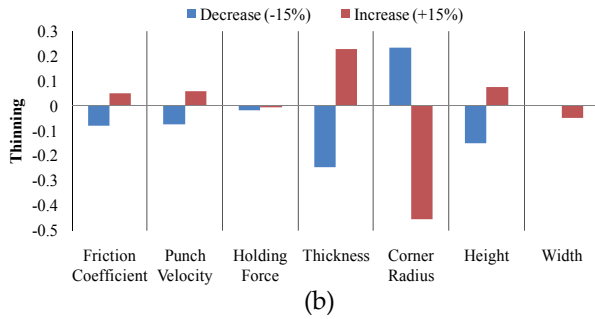 Decrease (-15%) Increase (+15%)
0.3
0.2
0.1
0
-0.1
-0.2
-0.3
-0.4
-0.5
Thinning
Friction Coefficient
Punch Velocity
Holding Force
Thickness
Corner Radius
Height
Width
(b)